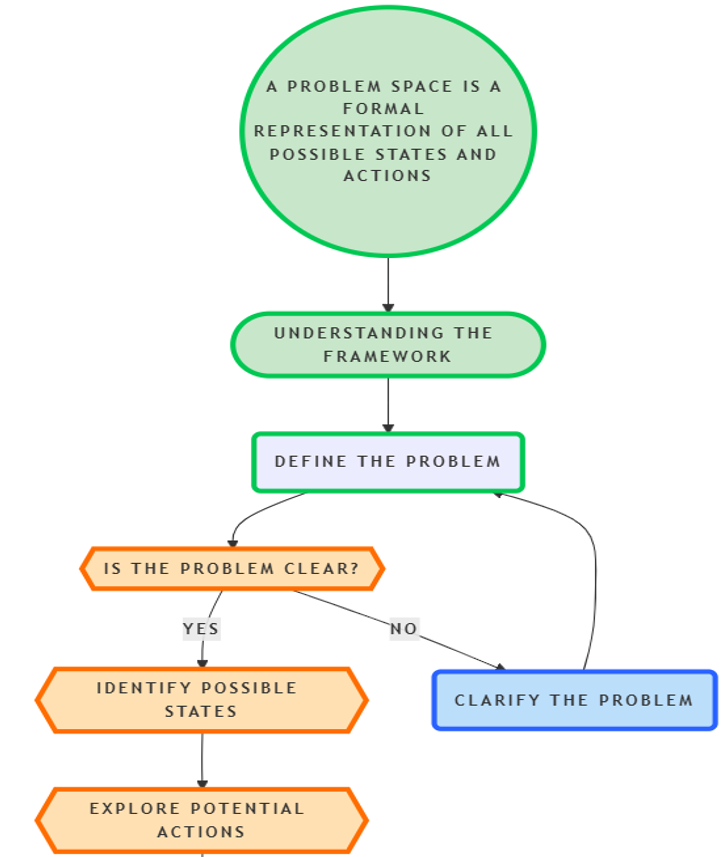 A PROBLEM SPACE IS A
FORMAL
REPRESENTATION OF ALL
POSSIBLE STATES AND
ACTIONS
UNDERSTANDING THE
FRAMEWORK
DEFINE THE PROBLEM
IS THE PROBLEM CLEAR?
YES
NO
IDENTIFY POSSIBLE
STATES
CLARIFY THE PROBLEM
EXPLORE POTENTIAL
ACTIONS